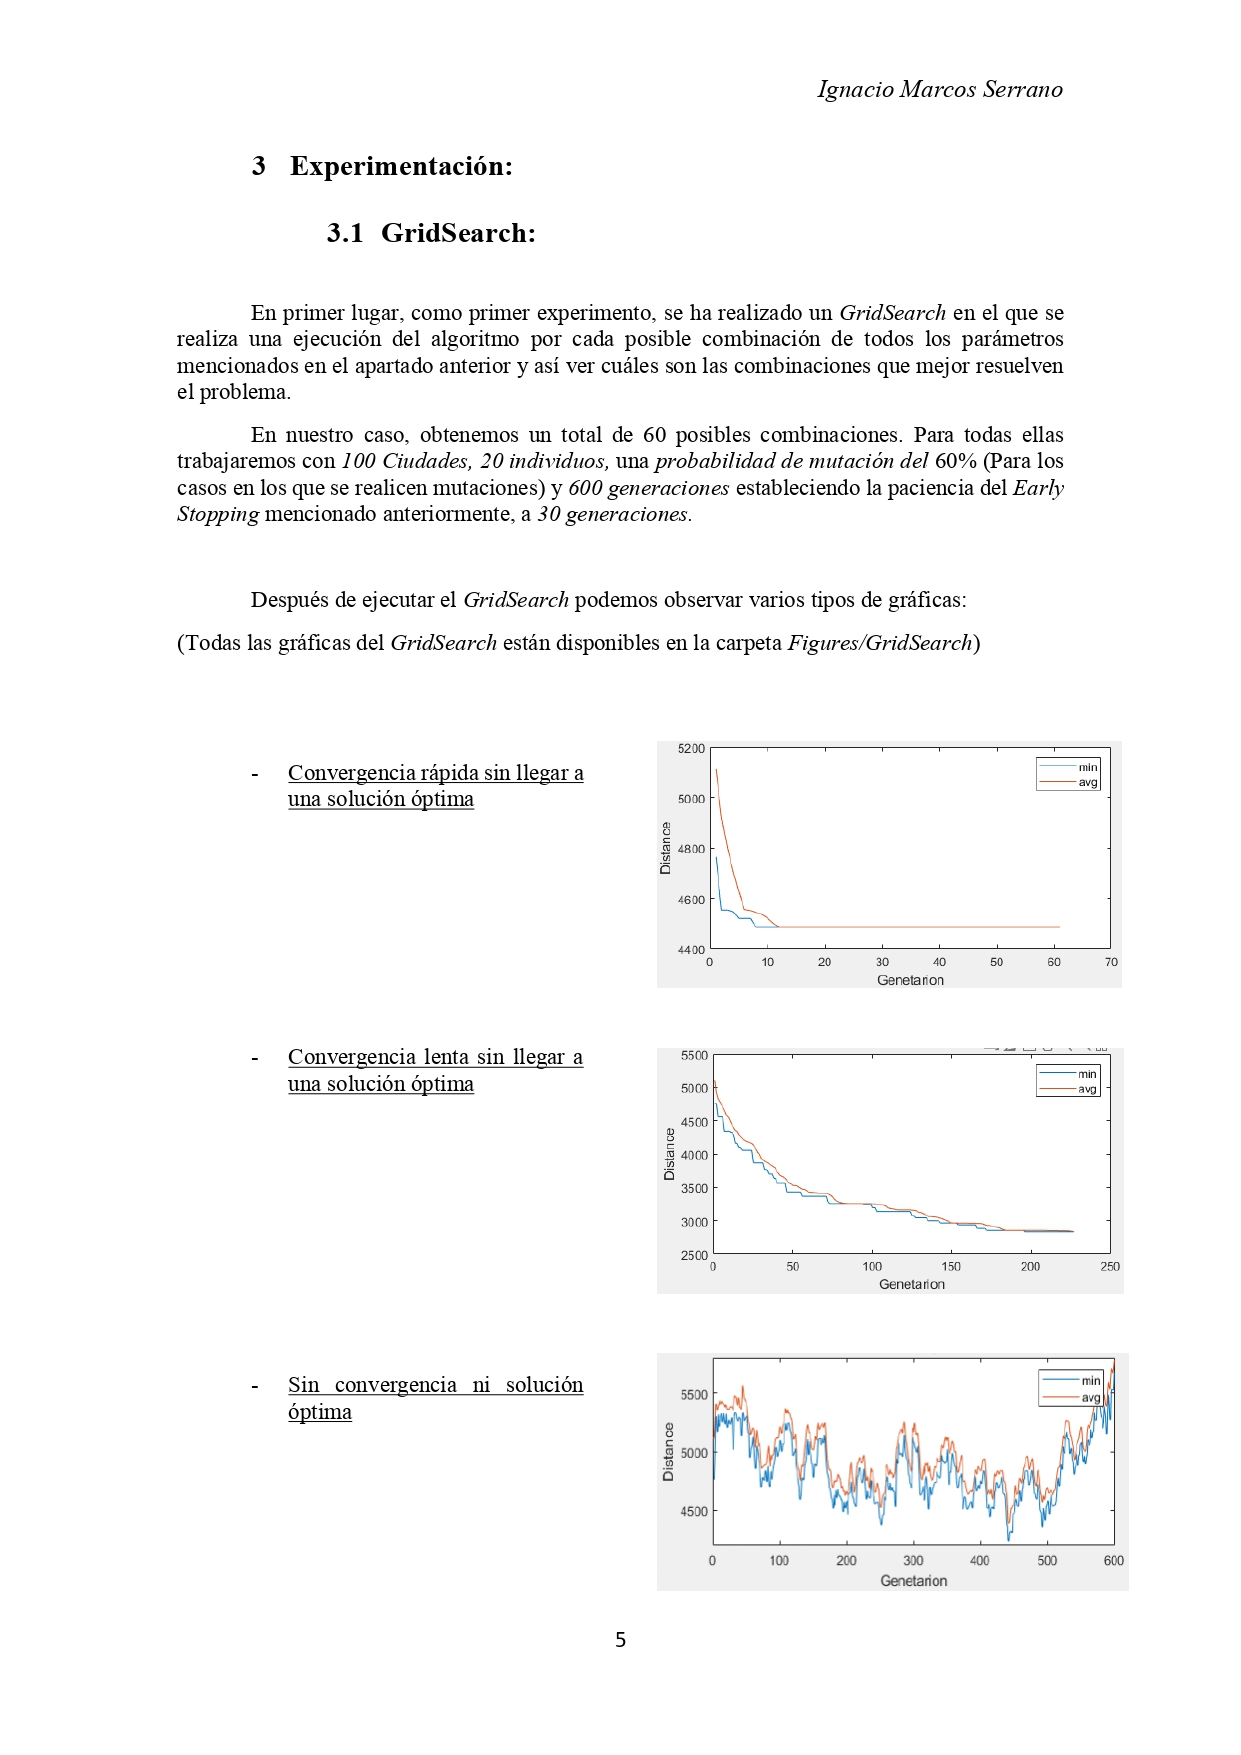 Ignacio Marcos Serrano
3 Experimentación:
3.1 GridSearch:
En primer lugar, como primer experimento, se ha realizado un GridSearch en el que se
realiza una ejecución del algoritmo por cada posible combinación de todos los parámetros
mencionados en el apartado anterior y así ver cuáles son las combinaciones que mejor resuelven
el problema.
En nuestro caso, obtenemos un total de 60 posibles combinaciones. Para todas ellas
trabajaremos con 100 Ciudades, 20 individuos, una probabilidad de mutación del 60% (Para los
casos en los que se realicen mutaciones) y 600 generaciones estableciendo la paciencia del Early
Stopping mencionado anteriormente, a 30 generaciones.
Después de ejecutar el GridSearch podemos observar varios tipos de gráficas:
(Todas las gráficas del GridSearch están disponibles en la carpeta Figures/GridSearch)
- Convergencia rápida sin llegar a
una solución óptima
5200
5000
4800
4600
4400
Distance
min
avg
0 10 20 30 40 50 60 70
Genetarion
- Convergencia lenta sin llegar a
una solución óptima
5500
5000
4500
4000
3500
3000
2500
Distance
min
avg
0 50 100 150 200 250
Genetarion
- Sin convergencia ni solución
óptima
5500
5000
4500
Distance
min
avg
0 100 200 300 400 500 600
Genetarion
5